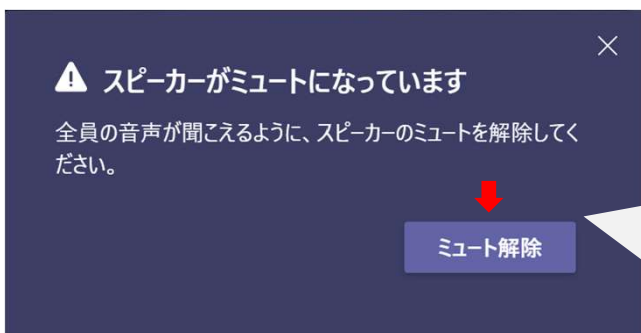 スピーカーがミュートになっています
全員の音声が聞こえるように、スピーカーのミュートを解除してく
ださい。
ミュート解除